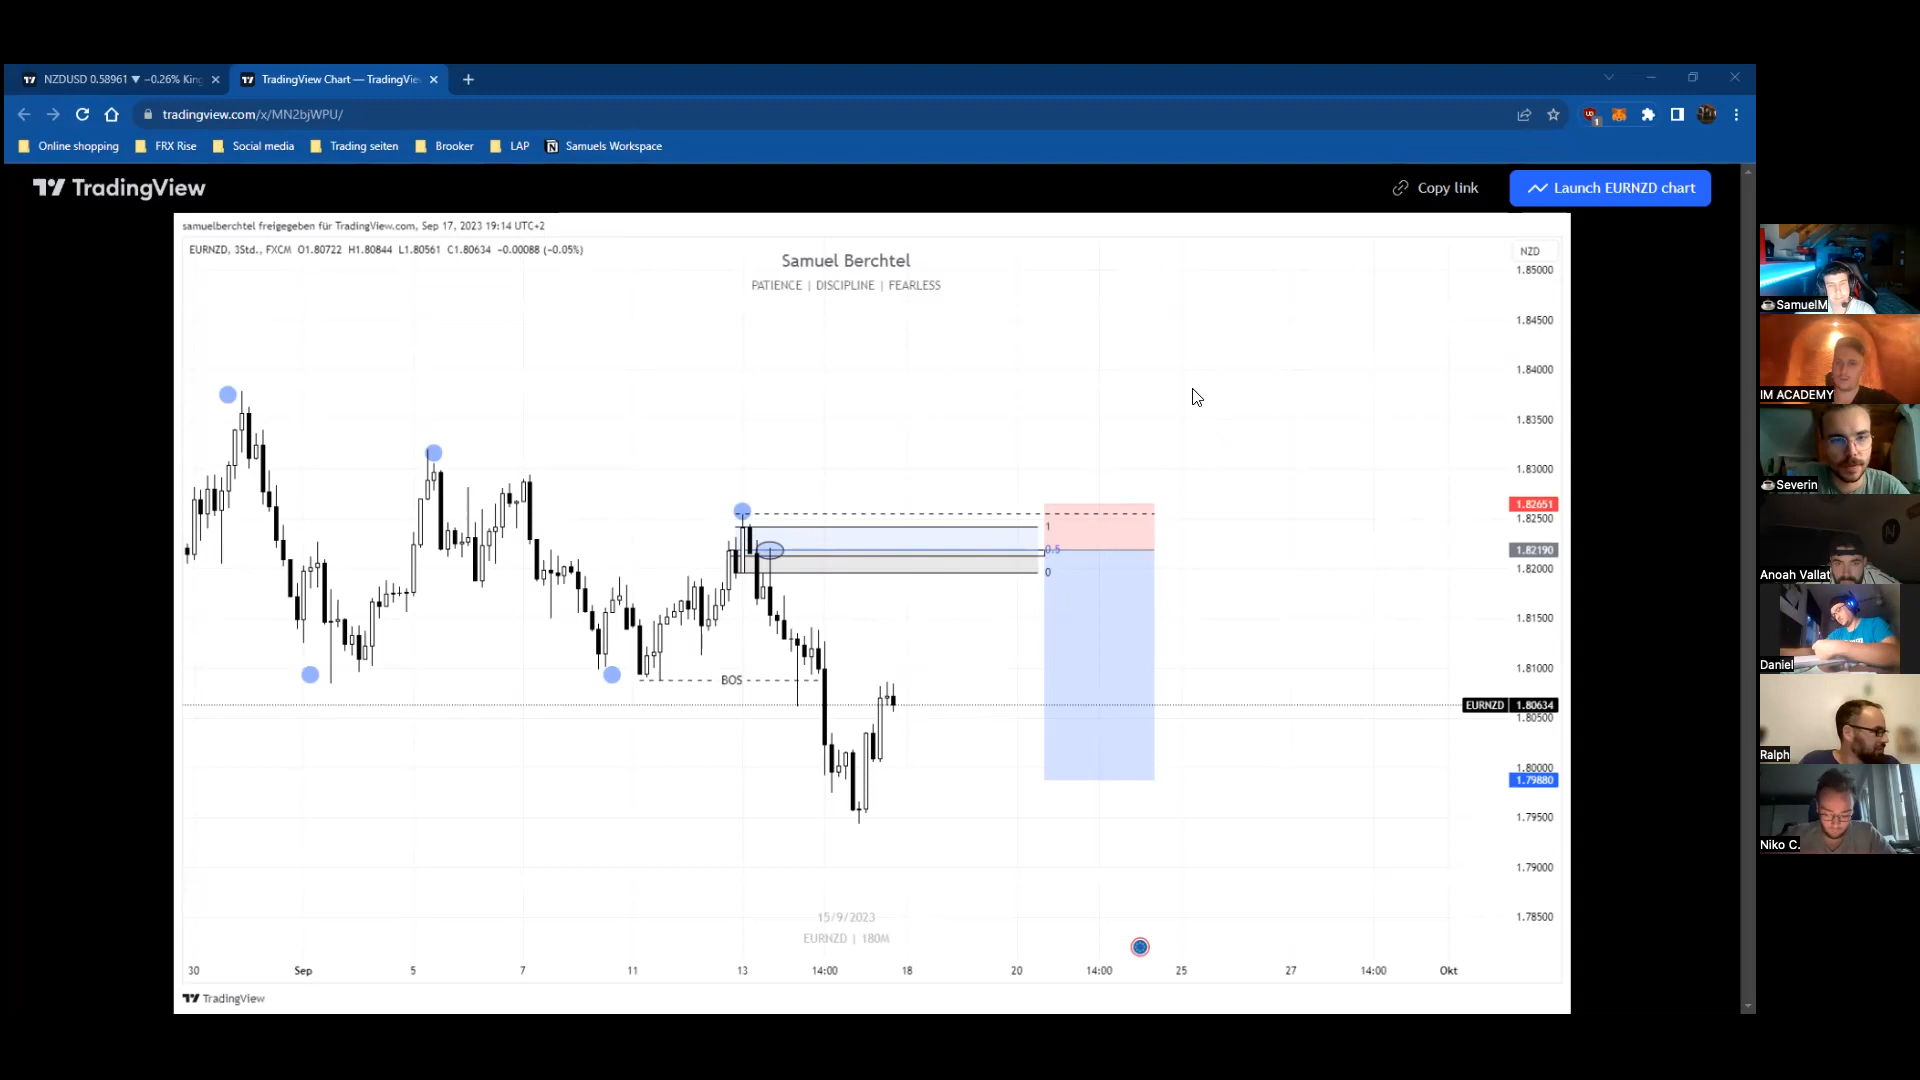 NZDUSD 0.58961 ▼ −0.26% King
TradingView Chart — TradingVie
tradingview.com/x/MN2bjWPU/
Online shopping
FRX Rise
Social media
Trading seiten
Brooker
LAP
Samuels Workspace
TradingView
Copy link
Launch EURNZD chart
samuelberchtel freigegeben für TradingView.com, Sep 17, 2023 19:14 UTC+2
EURNZD, 3Std., FXCM O1.80722 H1.80844 L1.80561 C1.80634 −0.00088 (−0.05%)
Samuel Berchtel
PATIENCE | DISCIPLINE | FEARLESS
NZD
1.85000
1.84500
1.84000
1.83500
1.83000
1.82651
1.82500
1.82190
1.82000
1.81500
1.81000
EURNZD 1.80634
1.80500
1.80000
1.79880
1.79500
1.79000
1.78500
1
0.5
0
BOS
15/9/2023
EURNZD | 180M
30 Sep 5 7 11 13 14:00 18 20 14:00 25 27 14:00 Okt
TradingView
SamuelM
IM ACADEMY
Severin
Anoah Vallat
Daniel
Ralph
Niko C.